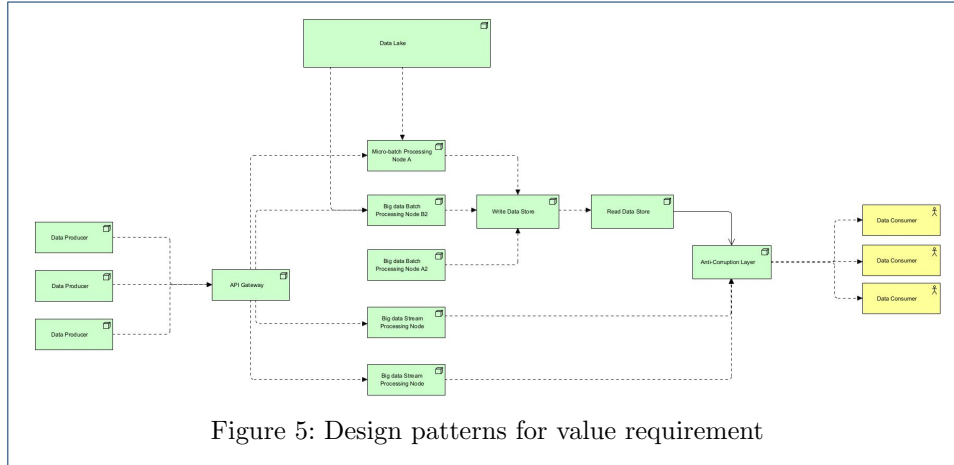 Data Lake
Micro-batch Processing
Node A
Big data Batch
Processing Node B2
Write Data Store
Read Data Store
Data Consumer
Data Producer
Big data Batch
Processing Node A2
Anti-Corruption Layer
Data Consumer
Data Producer
API Gateway
Data Consumer
Data Producer
Big data Stream
Processing Node
Big data Stream
Processing Node
Figure 5: Design patterns for value requirement